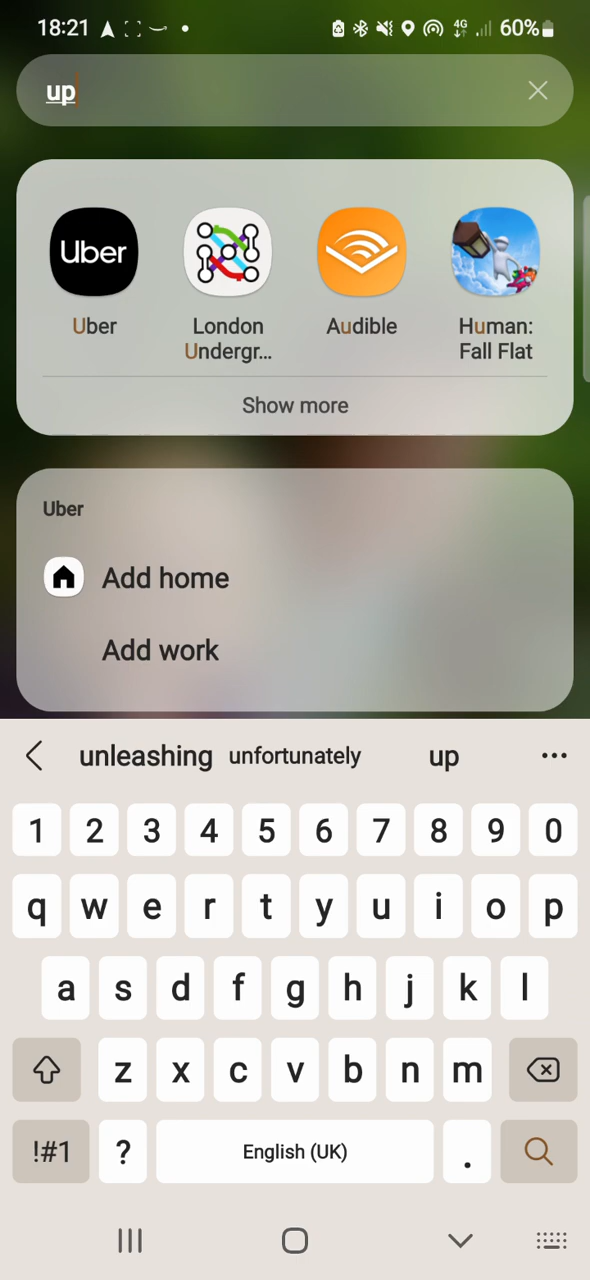 18:21 4G 60%
up
Uber
Uber
London
Undergr...
Audible
Human:
Fall Flat
Show more
Uber
Add home
Add work
unleashing unfortunately up
1 2 3 4 5 6 7 8 9 0
q w e r t y u i o p
a s d f g h j k l
z x c v b n m
!#1 ? English (UK) .